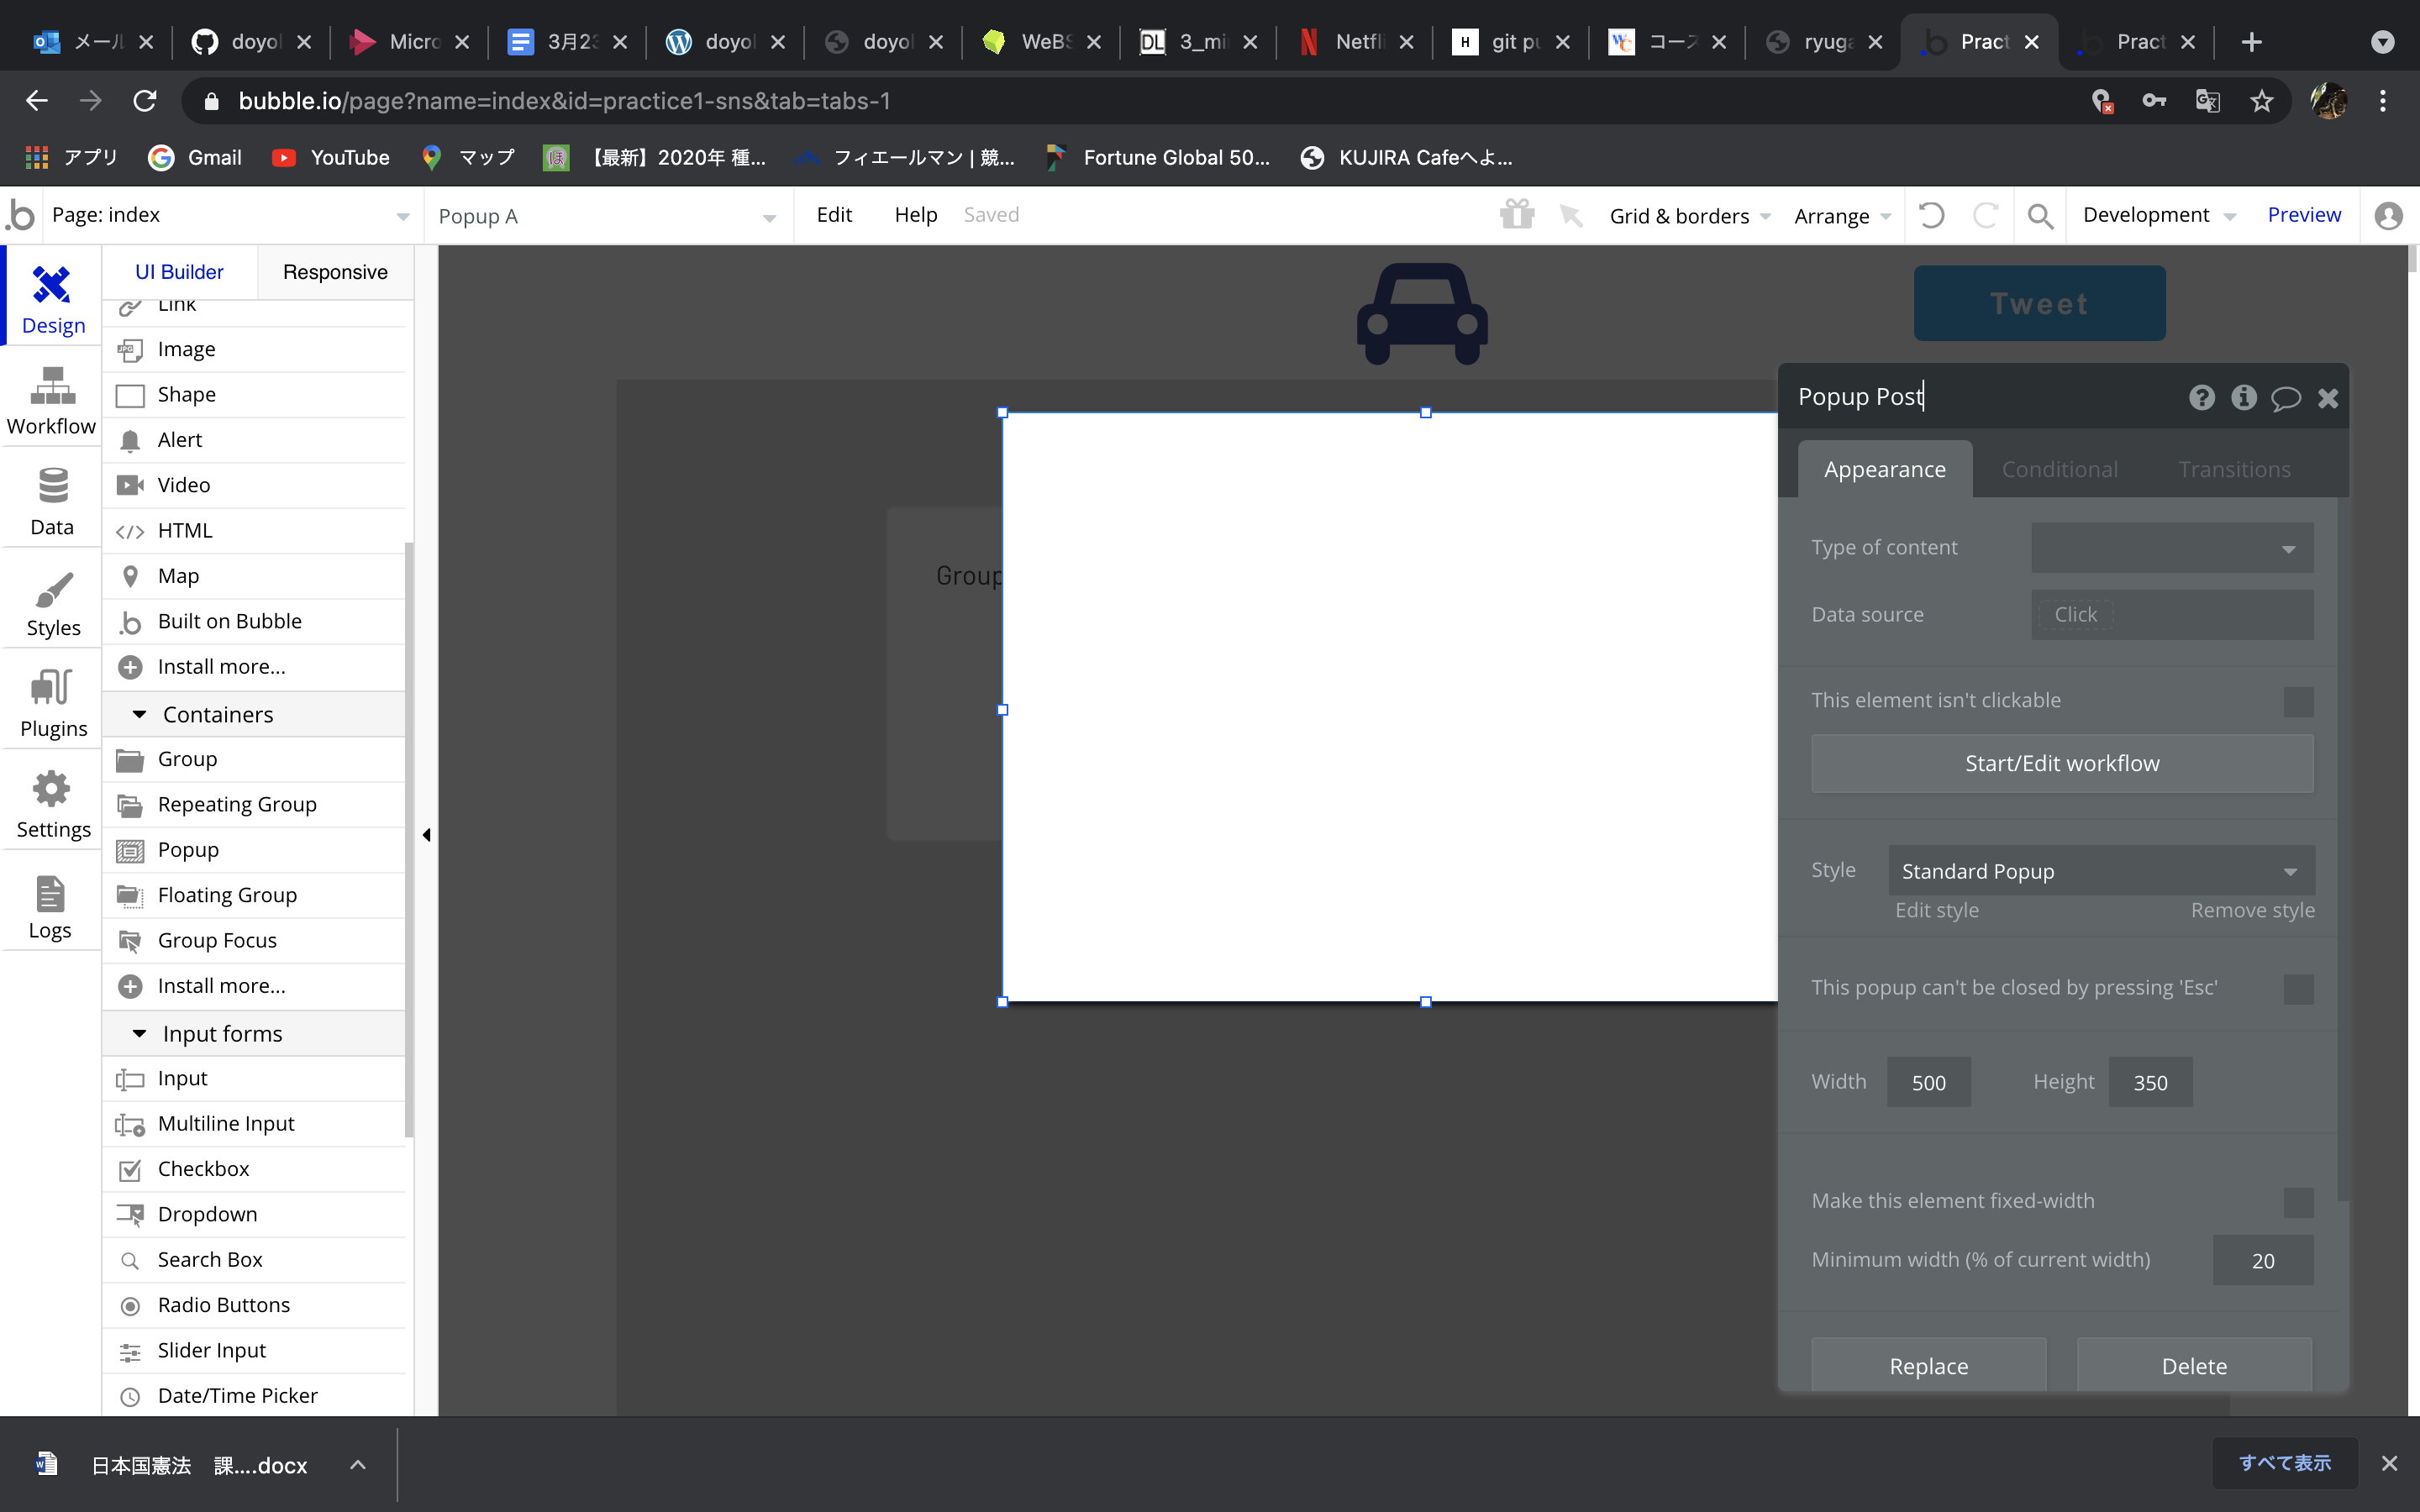 メール
doyol
Micro
3月23
doyol
doyol
WeBS
3_mi
Netfli
git pu
コース
ryuga
Pract
Pract
bubble.io/page?name=index&id=practice1-sns&tab=tabs-1
アプリ
Gmail
YouTube
マップ
【最新】2020年 種...
フィエールマン | 競...
Fortune Global 50...
KUJIRA Cafeへよ...
Page: index
Popup A
Edit
Help
Saved
Grid & borders
Arrange
Development
Preview
Design
Workflow
Data
Styles
Plugins
Settings
Logs
UI Builder
Responsive
Link
Image
Shape
Alert
Video
HTML
Map
Built on Bubble
Install more...
Containers
Group
Repeating Group
Popup
Floating Group
Group Focus
Install more...
Input forms
Input
Multiline Input
Checkbox
Dropdown
Search Box
Radio Buttons
Slider Input
Date/Time Picker
Tweet
Group
Popup Post
Appearance
Conditional
Transitions
Type of content
Data source
Click
This element isn't clickable
Start/Edit workflow
Style
Standard Popup
Edit style
Remove style
This popup can't be closed by pressing 'Esc'
Width
500
Height
350
Make this element fixed-width
Minimum width (% of current width)
20
Replace
Delete
日本国憲法　課....docx
すべて表示